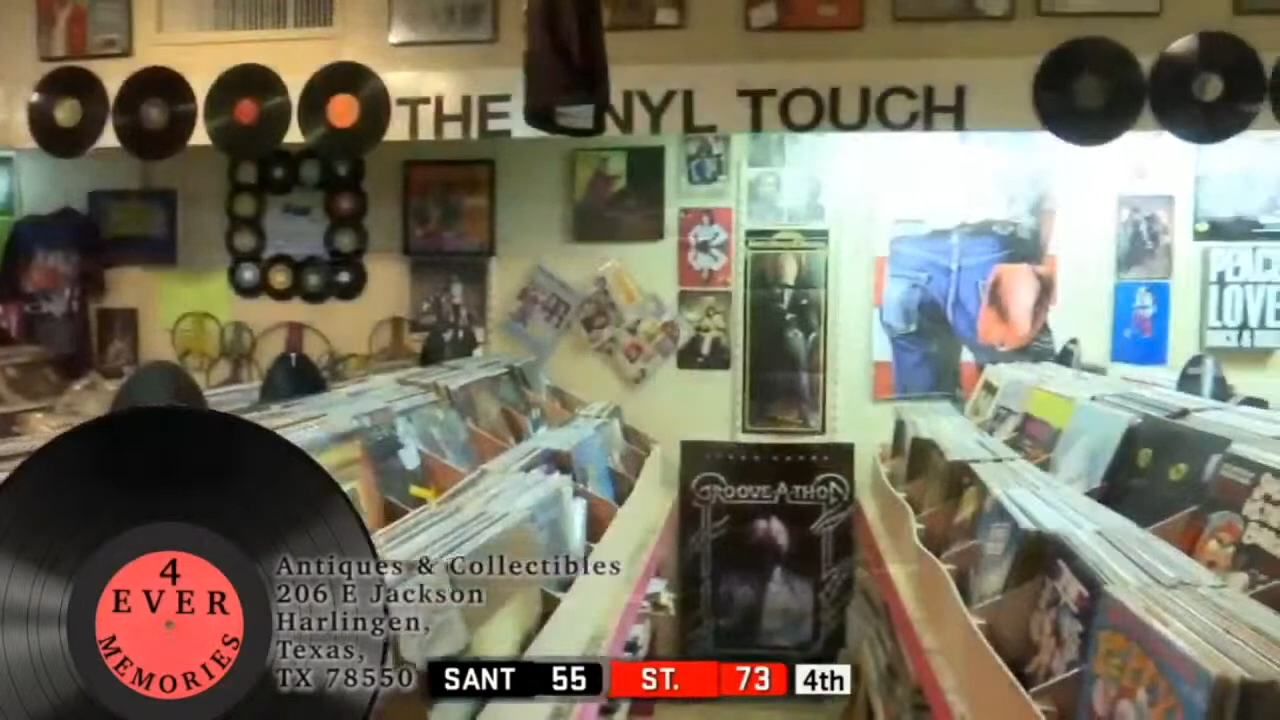 THE NYL TOUCH
PEACE
LOVE
GROOVE-A-THON
4
EVER
MEMORIES
Antiques & Collectibles
206 E Jackson
Harlingen,
Texas,
TX 78550
SANT 55 ST. 73 4th